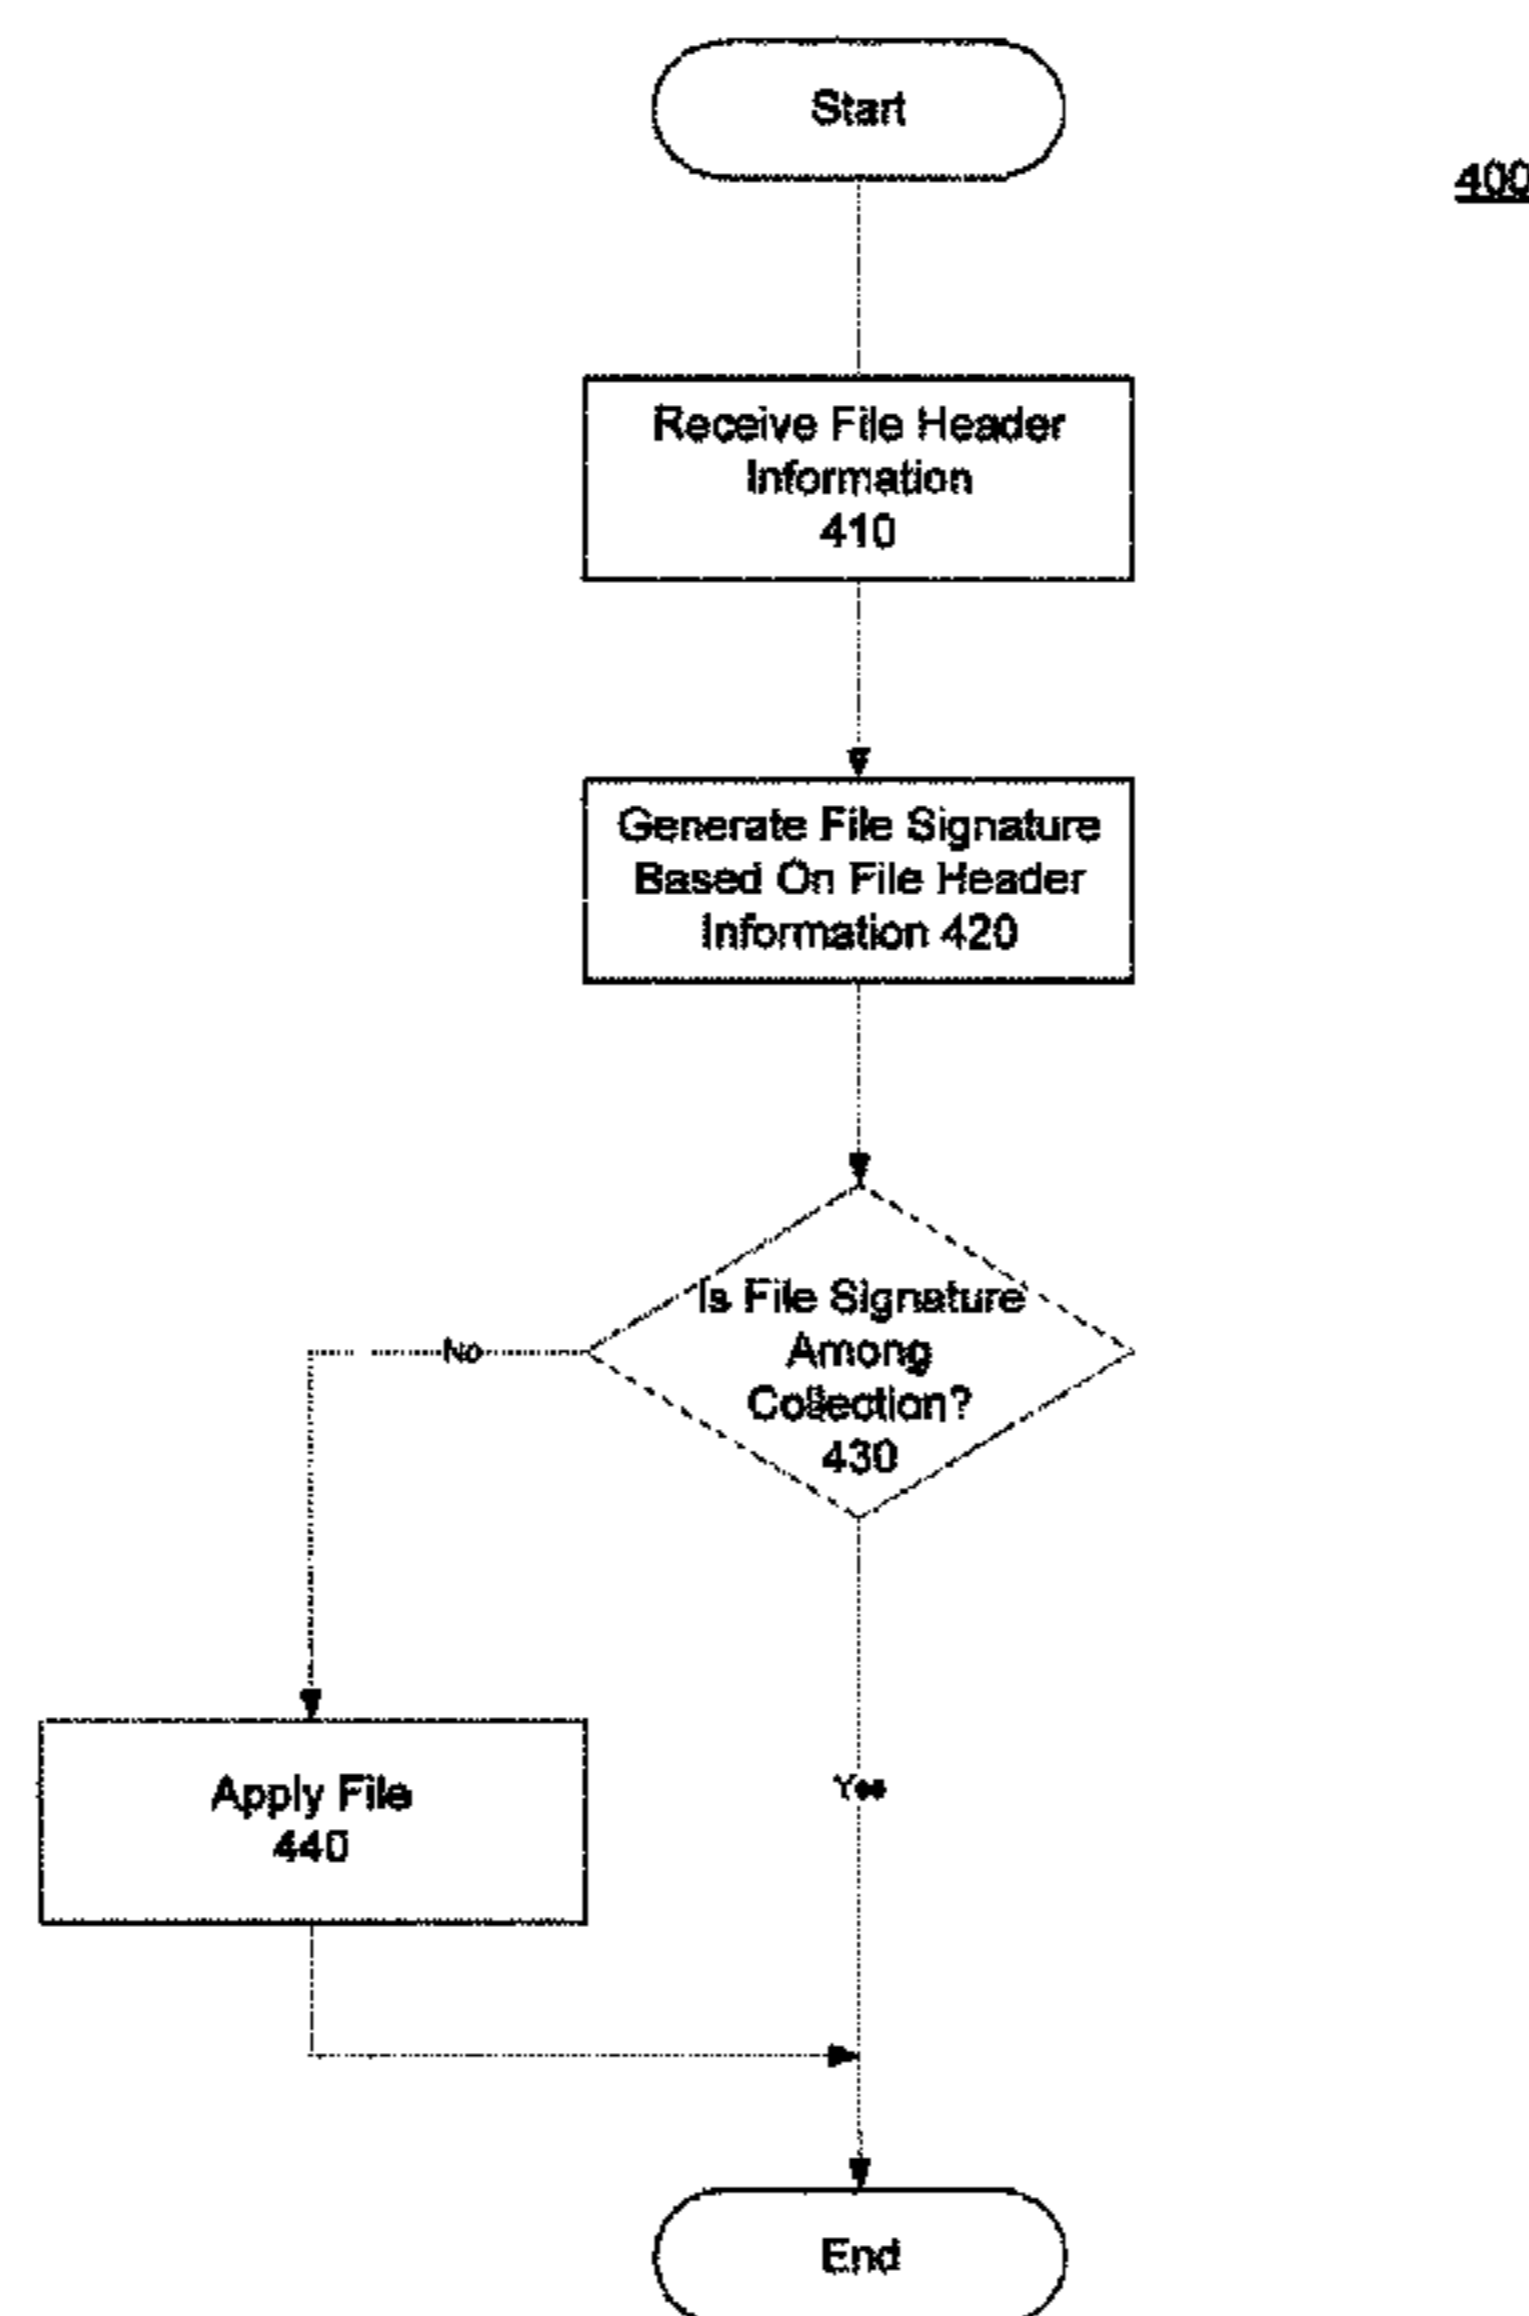 Start
400
Receive File Header
Information
410
Generate File Signature
Based On File Header
Information 420
Is File Signature
Among
Collection?
430
No
Apply File
440
Yes
End